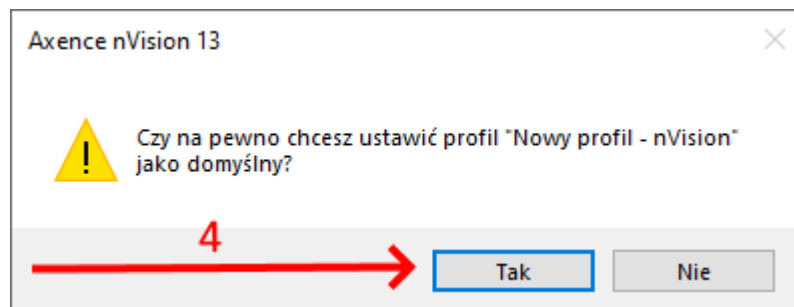 Axence nVision 13
Czy na pewno chcesz ustawić profil "Nowy profil - nVision"
jako domyślny?
4
Tak
Nie